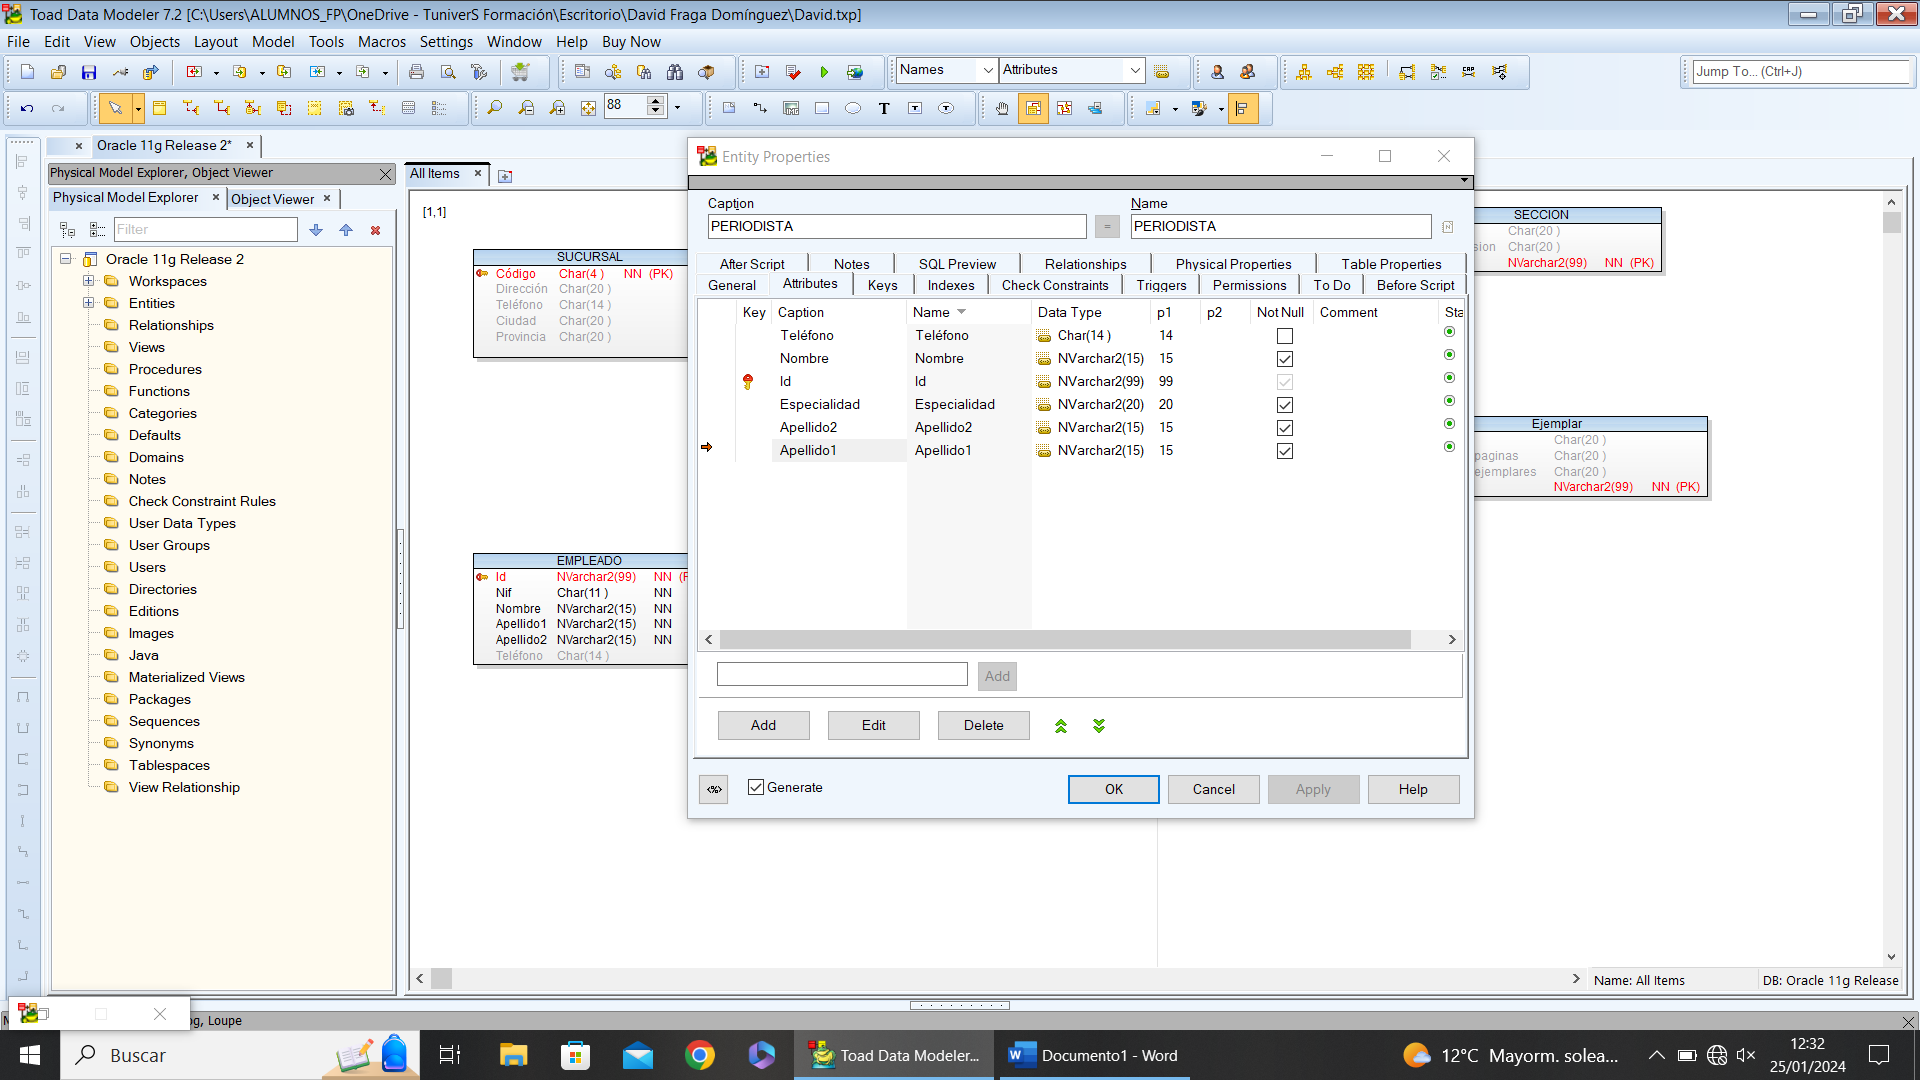 Toad Data Modeler 7.2 [C:\Users\ALUMNOS_FP\OneDrive - TuniverS Formación\Escritorio\David Fraga Domínguez\David.txp]
File Edit View Objects Layout Model Tools Macros Settings Window Help Buy Now
Names Attributes Jump To... (Ctrl+J)
88
Oracle 11g Release 2*
Physical Model Explorer, Object Viewer
Physical Model Explorer Object Viewer
Filter
Oracle 11g Release 2
Workspaces
Entities
Relationships
Views
Procedures
Functions
Categories
Defaults
Domains
Notes
Check Constraint Rules
User Data Types
User Groups
Users
Directories
Editions
Images
Java
Materialized Views
Packages
Sequences
Synonyms
Tablespaces
View Relationship
All Items
[1,1]
SUCURSAL
Código Char(4 ) NN (PK)
Dirección Char(20 )
Teléfono Char(14 )
Ciudad Char(20 )
Provincia Char(20 )
EMPLEADO
Id NVarchar2(99) NN (P
Nif Char(11 ) NN
Nombre NVarchar2(15) NN
Apellido1 NVarchar2(15) NN
Apellido2 NVarchar2(15) NN
Teléfono Char(14 )
Entity Properties
Caption Name
PERIODISTA = PERIODISTA
After Script Notes SQL Preview Relationships Physical Properties Table Properties
General Attributes Keys Indexes Check Constraints Triggers Permissions To Do Before Script
Key Caption Name Data Type p1 p2 Not Null Comment Sta
Teléfono Teléfono Char(14 ) 14
Nombre Nombre NVarchar2(15) 15
Id Id NVarchar2(99) 99
Especialidad Especialidad NVarchar2(20) 20
Apellido2 Apellido2 NVarchar2(15) 15
Apellido1 Apellido1 NVarchar2(15) 15
Add
Add Edit Delete
<%> Generate OK Cancel Apply Help
SECCION
Char(20 )
sion Char(20 )
NVarchar2(99) NN (PK)
Ejemplar
Char(20 )
paginas Char(20 )
ejemplares Char(20 )
NVarchar2(99) NN (PK)
Name: All Items DB: Oracle 11g Release
og, Loupe
Buscar
Toad Data Modeler...
Documento1 - Word
12°C Mayorm. solea...
12:32
25/01/2024